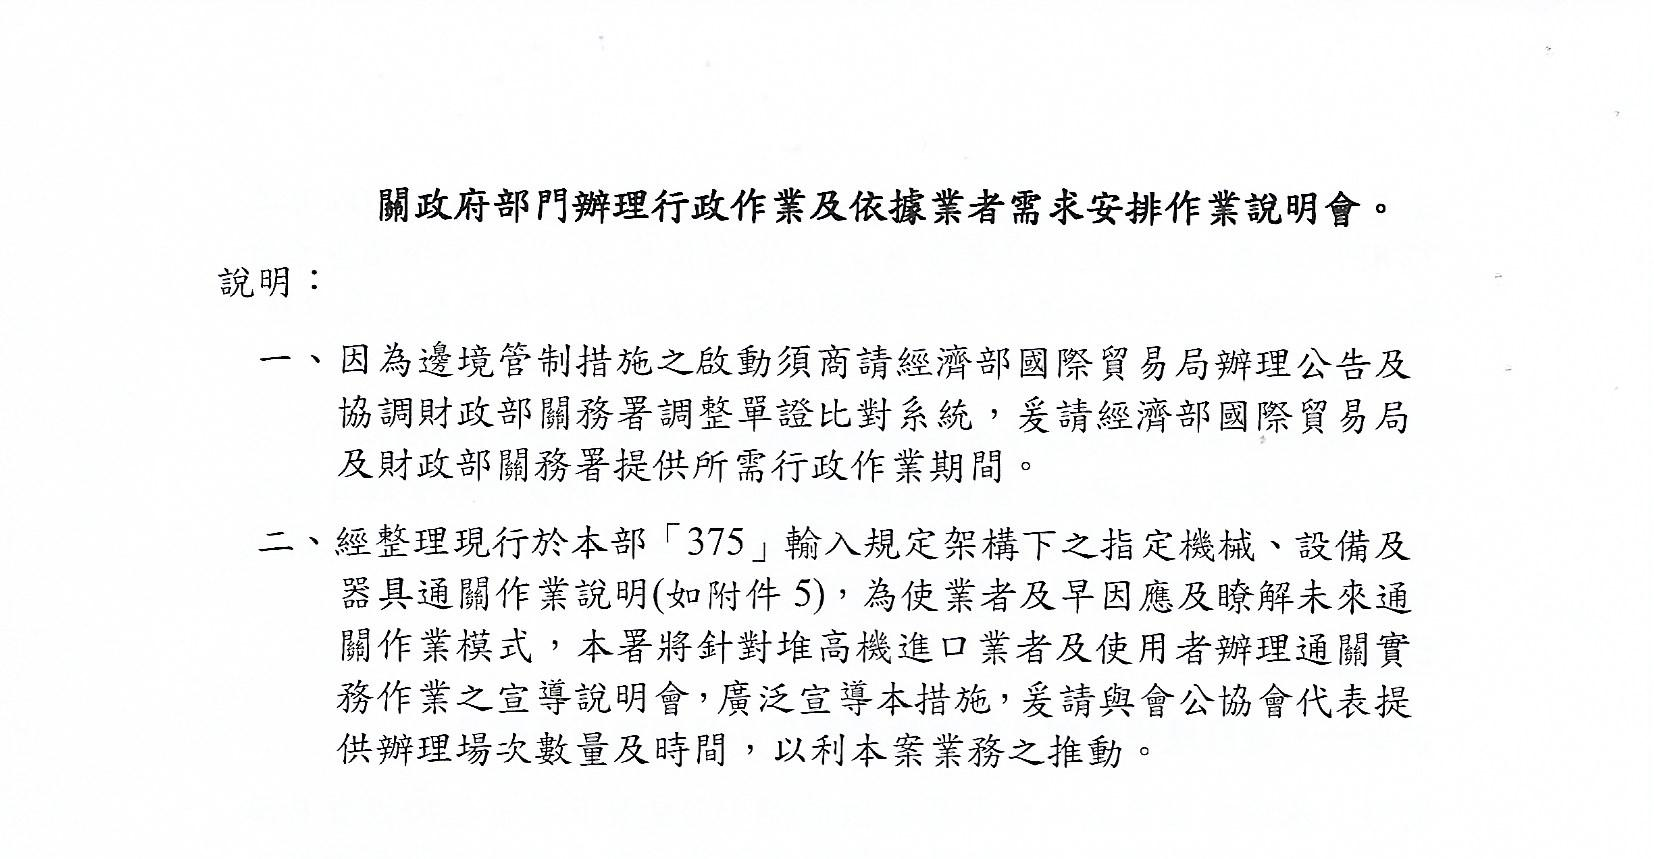 關政府部門辦理行政作業及依據業者需求安排作業說明會。
說明：
一、因為邊境管制措施之啟動須商請經濟部國際貿易局辦理公告及
協調財政部關務署調整單證比對系統，爰請經濟部國際貿易局
及財政部關務署提供所需行政作業期間。
二、經整理現行於本部「375」輸入規定架構下之指定機械、設備及
器具通關作業說明(如附件 5)，為使業者及早因應及瞭解未來通
關作業模式，本署將針對堆高機進口業者及使用者辦理通關實
務作業之宣導說明會，廣泛宣導本措施，爰請與會公協會代表提
供辦理場次數量及時間，以利本案業務之推動。